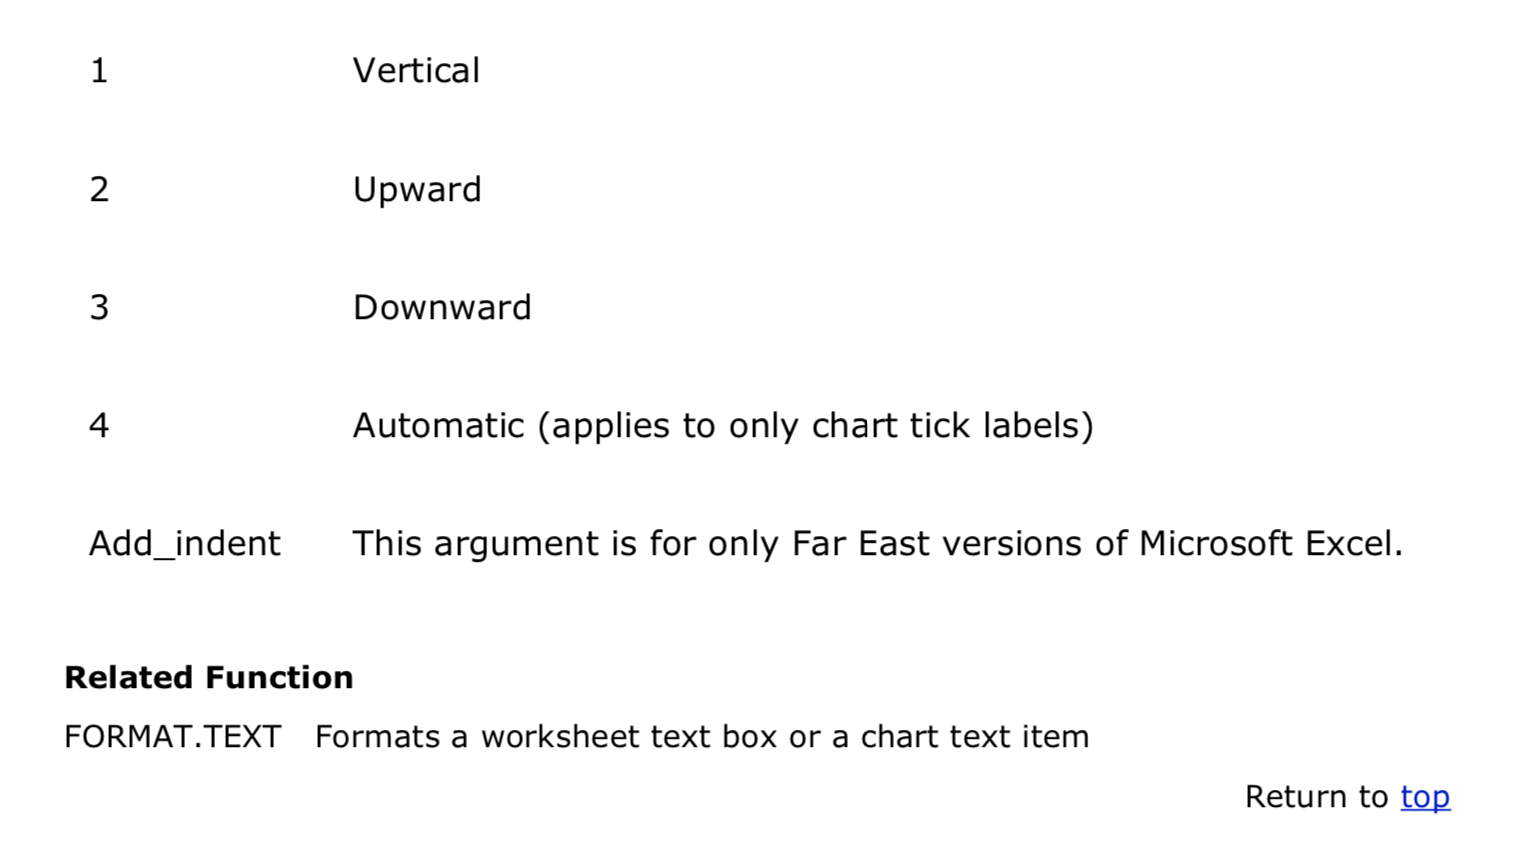 1 Vertical
2 Upward
3 Downward
4 Automatic (applies to only chart tick labels)
Add_indent This argument is for only Far East versions of Microsoft Excel.
Related Function
FORMAT.TEXT Formats a worksheet text box or a chart text item
Return to top